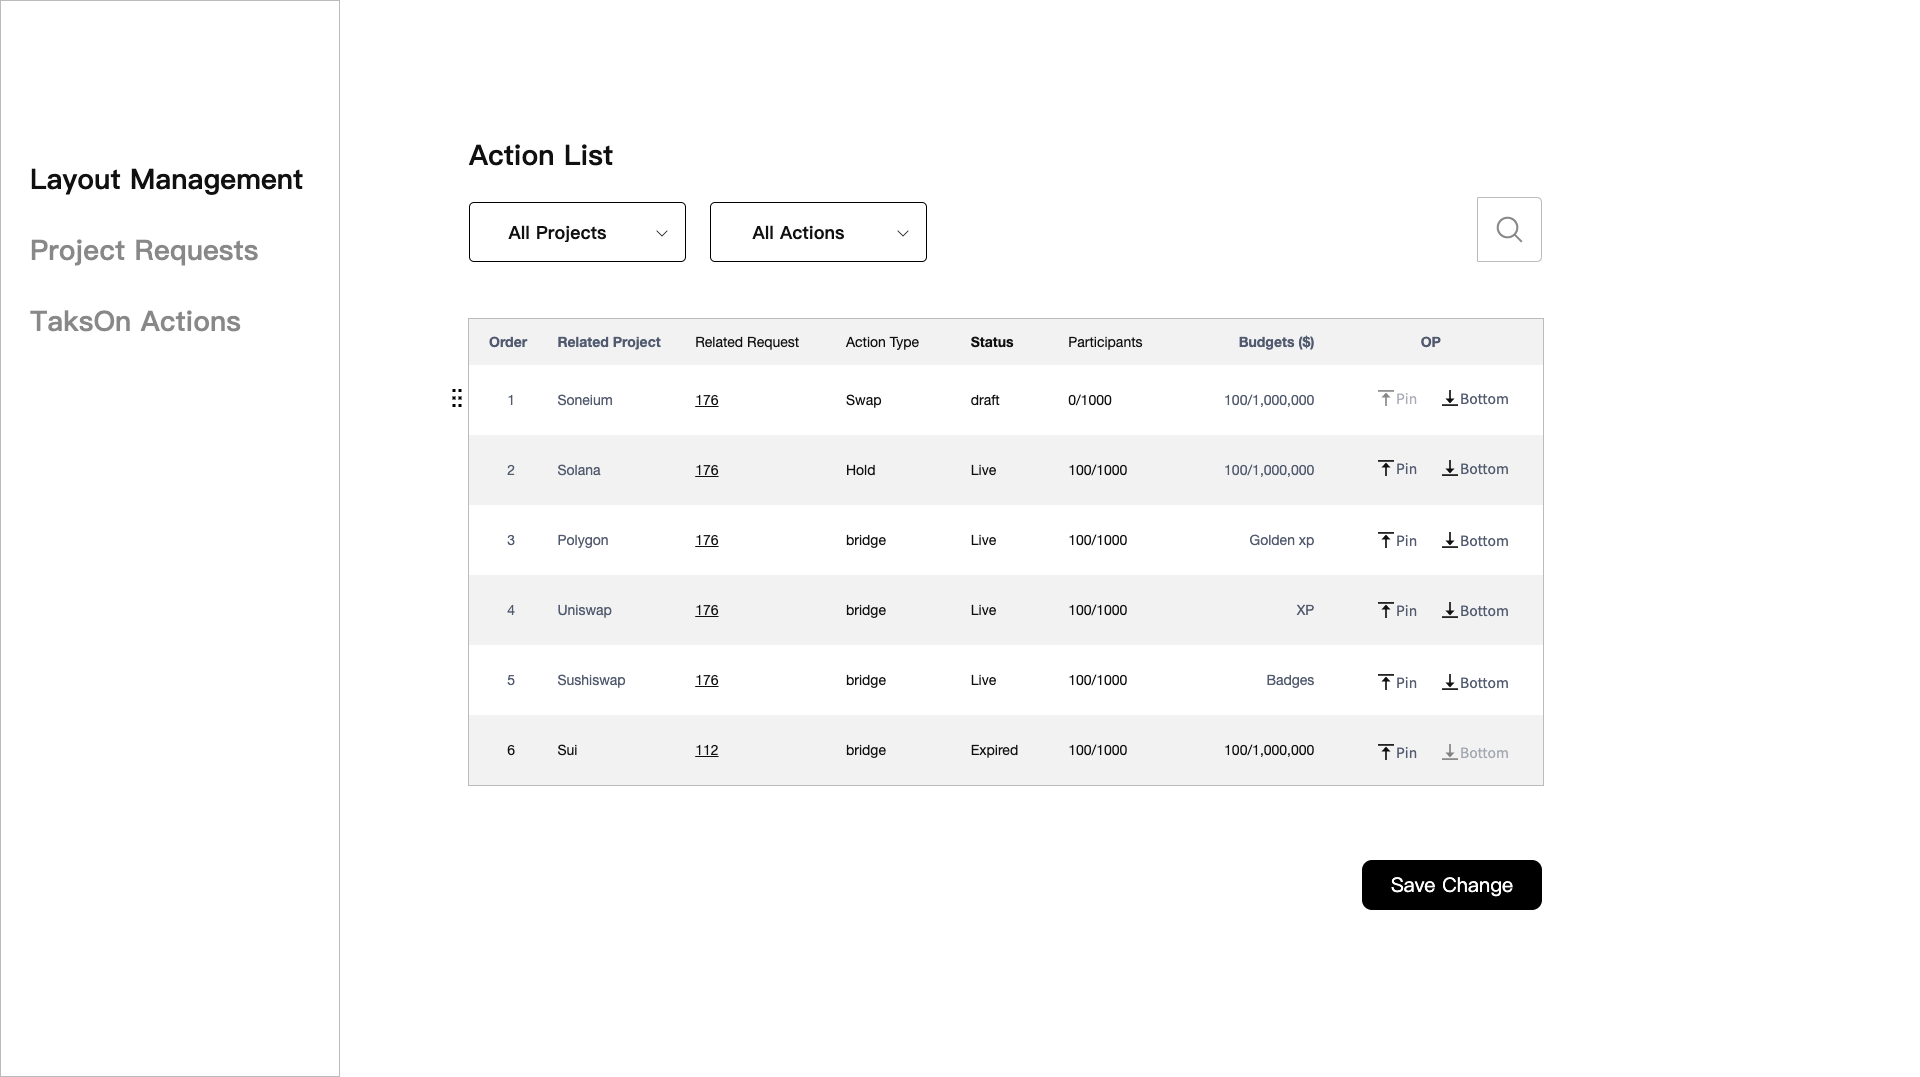 Layout Management
Project Requests
TaksOn Actions
Action List
All Projects
All Actions
Order Related Project Related Request Action Type Status Participants Budgets ($) OP
1 Soneium 176 Swap draft 0/1000 100/1,000,000 Pin Bottom
2 Solana 176 Hold Live 100/1000 100/1,000,000 Pin Bottom
3 Polygon 176 bridge Live 100/1000 Golden xp Pin Bottom
4 Uniswap 176 bridge Live 100/1000 XP Pin Bottom
5 Sushiswap 176 bridge Live 100/1000 Badges Pin Bottom
6 Sui 112 bridge Expired 100/1000 100/1,000,000 Pin Bottom
Save Change